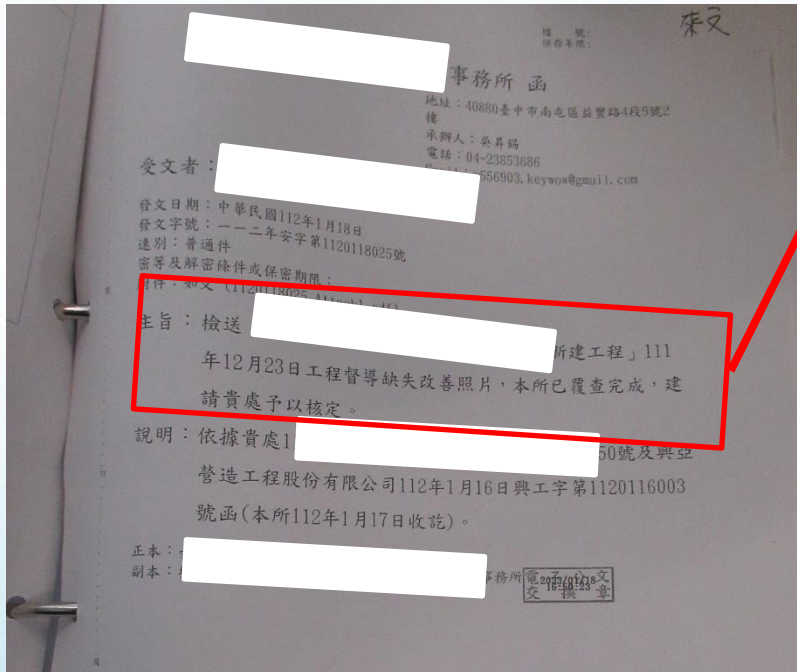 來文
檔　號:
保存年限:
事務所 函
地址：40880臺中市南屯區益豐路4段9號2
樓
承辦人：吳昇錫
電話：04-23853686
556903.keywow@gmail.com
受文者：
發文日期：中華民國112年1月18日
發文字號：一一二年安字第1120118025號
速別：普通件
密等及解密條件或保密期限：
附件：如文
主旨：檢送
新建工程」111
年12月23日工程督導缺失改善照片，本所已覆查完成，建
請貴處予以核定。
說明：依據貴處1
50號及興亞
營造工程股份有限公司112年1月16日興工字第1120116003
號函(本所112年1月17日收訖)。
正本：
副本：
事務所
電子公文
交換章
2023/01/18
16:50:23